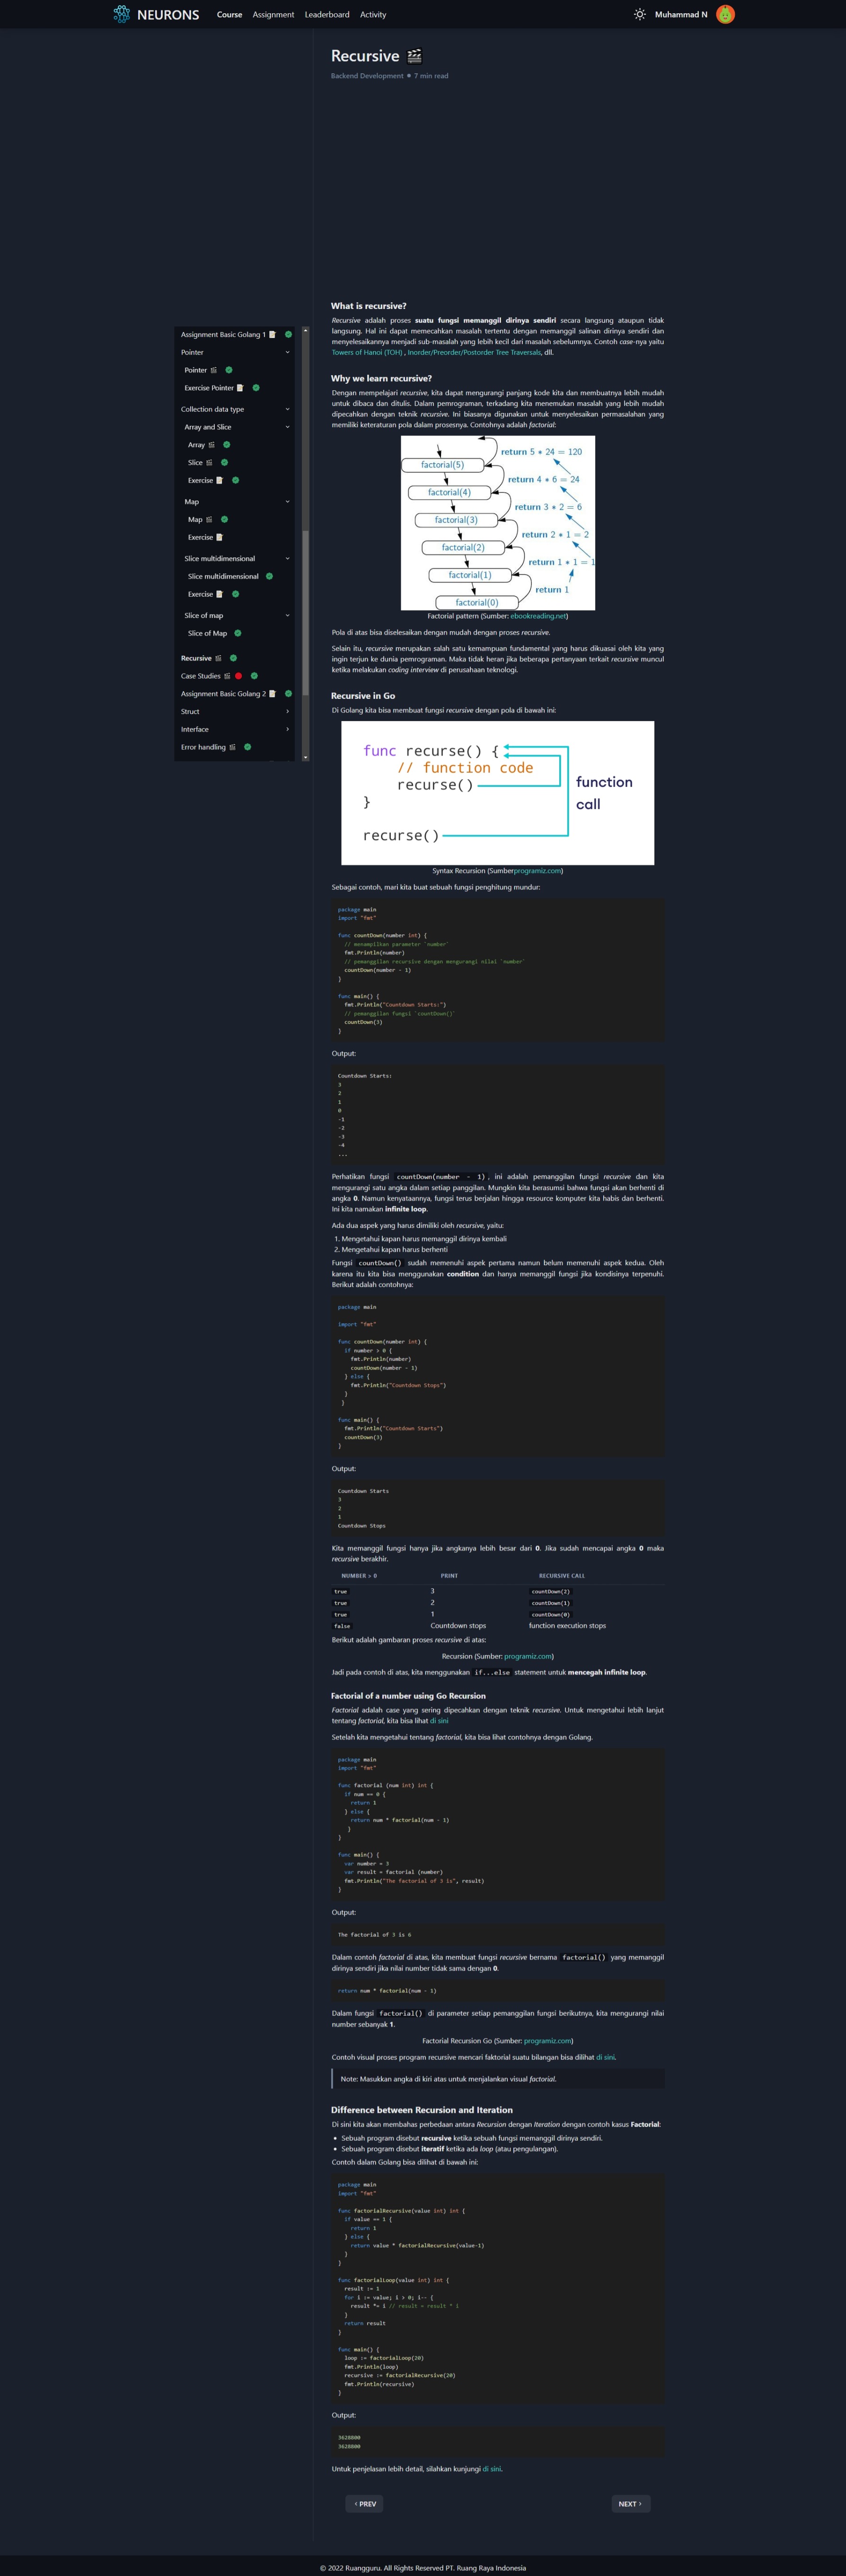 NEURONS Course Assignment Leaderboard Activity Muhammad N
Recursive
Backend Development • 7 min read
Assignment Basic Golang 1
Pointer
Pointer
Exercise Pointer
Collection data type
Array and Slice
Array
Slice
Exercise
Map
Map
Exercise
Slice multidimensional
Slice multidimensional
Exercise
Slice of map
Slice of Map
Recursive
Case Studies
Assignment Basic Golang 2
Struct
Interface
Error handling
What is recursive?
Recursive adalah proses suatu fungsi memanggil dirinya sendiri secara langsung ataupun tidak
langsung. Hal ini dapat memecahkan masalah tertentu dengan memanggil salinan dirinya sendiri dan
menyelesaikannya menjadi sub-masalah yang lebih kecil dari masalah sebelumnya. Contoh case-nya yaitu
Towers of Hanoi (TOH) , Inorder/Preorder/Postorder Tree Traversals, dll.
Why we learn recursive?
Dengan mempelajari recursive, kita dapat mengurangi panjang kode kita dan membuatnya lebih mudah
untuk dibaca dan ditulis. Dalam pemrograman, terkadang kita menemukan masalah yang lebih mudah
dipecahkan dengan teknik recursive. Ini biasanya digunakan untuk menyelesaikan permasalahan yang
memiliki keteraturan pola dalam prosesnya. Contohnya adalah factorial:
return 5 * 24 = 120
factorial(5)
return 4 * 6 = 24
factorial(4)
return 3 * 2 = 6
factorial(3)
return 2 * 1 = 2
factorial(2)
return 1 * 1 = 1
factorial(1)
return 1
factorial(0)
Factorial pattern (Sumber: ebookreading.net)
Pola di atas bisa diselesaikan dengan mudah dengan proses recursive.
Selain itu, recursive merupakan salah satu kemampuan fundamental yang harus dikuasai oleh kita yang
ingin terjun ke dunia pemrograman. Maka tidak heran jika beberapa pertanyaan terkait recursive muncul
ketika melakukan coding interview di perusahaan teknologi.
Recursive in Go
Di Golang kita bisa membuat fungsi recursive dengan pola di bawah ini:
func recurse() {
// function code
recurse()
}
recurse()
function
call
Syntax Recursion (Sumberprogramiz.com)
Sebagai contoh, mari kita buat sebuah fungsi penghitung mundur:
package main
import "fmt"
func countDown(number int) {
// menampilkan parameter `number`
fmt.Println(number)
// pemanggilan recursive dengan mengurangi nilai `number`
countDown(number - 1)
}
func main() {
fmt.Println("Countdown Starts:")
// pemanggilan fungsi `countDown()`
countDown(3)
}
Output:
Countdown Starts:
3
2
1
0
-1
-2
-3
-4
...
Perhatikan fungsi countDown(number - 1), ini adalah pemanggilan fungsi recursive dan kita
mengurangi satu angka dalam setiap panggilan. Mungkin kita berasumsi bahwa fungsi akan berhenti di
angka 0. Namun kenyataannya, fungsi terus berjalan hingga resource komputer kita habis dan berhenti.
Ini kita namakan infinite loop.
Ada dua aspek yang harus dimiliki oleh recursive, yaitu:
1. Mengetahui kapan harus memanggil dirinya kembali
2. Mengetahui kapan harus berhenti
Fungsi countDown() sudah memenuhi aspek pertama namun belum memenuhi aspek kedua. Oleh
karena itu kita bisa menggunakan condition dan hanya memanggil fungsi jika kondisinya terpenuhi.
Berikut adalah contohnya:
package main
import "fmt"
func countDown(number int) {
if number > 0 {
fmt.Println(number)
countDown(number - 1)
} else {
fmt.Println("Countdown Stops")
}
}
func main() {
fmt.Println("Countdown Starts")
countDown(3)
}
Output:
Countdown Starts
3
2
1
Countdown Stops
Kita memanggil fungsi hanya jika angkanya lebih besar dari 0. Jika sudah mencapai angka 0 maka
recursive berakhir.
NUMBER > 0 PRINT RECURSIVE CALL
true 3 countDown(2)
true 2 countDown(1)
true 1 countDown(0)
false Countdown stops function execution stops
Berikut adalah gambaran proses recursive di atas:
Recursion (Sumber: programiz.com)
Jadi pada contoh di atas, kita menggunakan if...else statement untuk mencegah infinite loop.
Factorial of a number using Go Recursion
Factorial adalah case yang sering dipecahkan dengan teknik recursive. Untuk mengetahui lebih lanjut
tentang factorial, kita bisa lihat di sini
Setelah kita mengetahui tentang factorial, kita bisa lihat contohnya dengan Golang.
package main
import "fmt"
func factorial (num int) int {
if num == 0 {
return 1
} else {
return num * factorial(num - 1)
}
}
func main() {
var number = 3
var result = factorial (number)
fmt.Println("The factorial of 3 is", result)
}
Output:
The factorial of 3 is 6
Dalam contoh factorial di atas, kita membuat fungsi recursive bernama factorial() yang memanggil
dirinya sendiri jika nilai number tidak sama dengan 0.
return num * factorial(num - 1)
Dalam fungsi factorial() di parameter setiap pemanggilan fungsi berikutnya, kita mengurangi nilai
number sebanyak 1.
Factorial Recursion Go (Sumber: programiz.com)
Contoh visual proses program recursive mencari faktorial suatu bilangan bisa dilihat di sini.
Note: Masukkan angka di kiri atas untuk menjalankan visual factorial.
Difference between Recursion and Iteration
Di sini kita akan membahas perbedaan antara Recursion dengan Iteration dengan contoh kasus Factorial:
• Sebuah program disebut recursive ketika sebuah fungsi memanggil dirinya sendiri.
• Sebuah program disebut iteratif ketika ada loop (atau pengulangan).
Contoh dalam Golang bisa dilihat di bawah ini:
package main
import "fmt"
func factorialRecursive(value int) int {
if value == 1 {
return 1
} else {
return value * factorialRecursive(value-1)
}
}
func factorialLoop(value int) int {
result := 1
for i := value; i > 0; i-- {
result *= i // result = result * i
}
return result
}
func main() {
loop := factorialLoop(20)
fmt.Println(loop)
recursive := factorialRecursive(20)
fmt.Println(recursive)
}
Output:
3628800
3628800
Untuk penjelasan lebih detail, silahkan kunjungi di sini.
‹ PREV NEXT ›
© 2022 Ruangguru. All Rights Reserved PT. Ruang Raya Indonesia